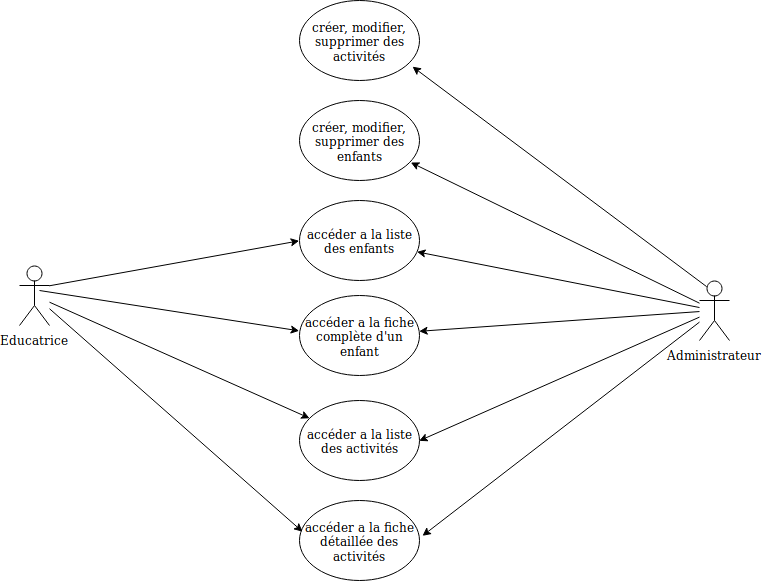 créer, modifier,
supprimer des
activités
créer, modifier,
supprimer des
enfants
accéder a la liste
des enfants
accéder a la fiche
complète d'un
enfant
Educatrice
Administrateur
accéder a la liste
des activités
accéder a la fiche
détaillée des
activités